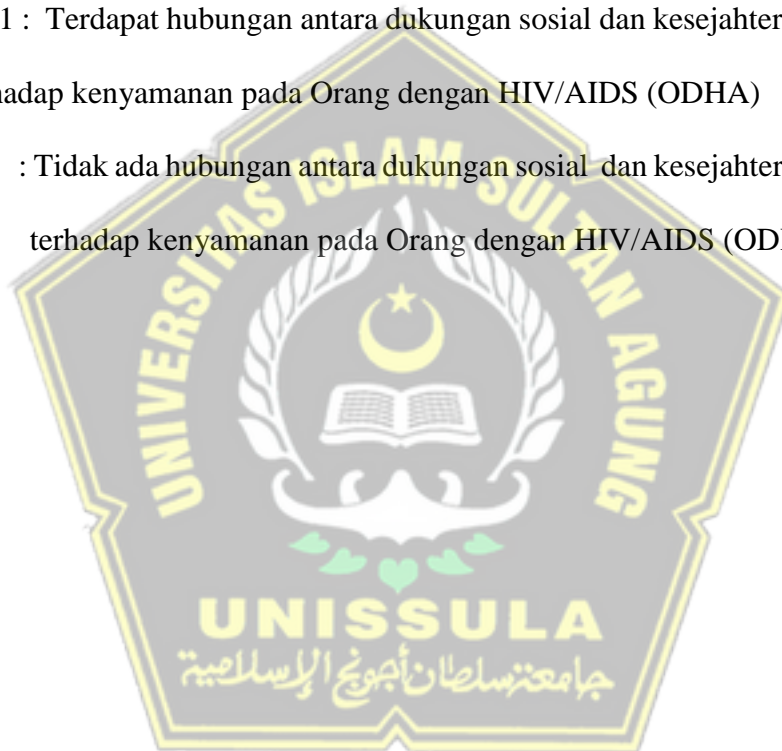 1 : Terdapat hubungan antara dukungan sosial dan kesejahter
hadap kenyamanan pada Orang dengan HIV/AIDS (ODHA)
: Tidak ada hubungan antara dukungan sosial dan kesejahter
terhadap kenyamanan pada Orang dengan HIV/AIDS (OD
UNIVERSITAS ISLAM SULTAN AGUNG
UNISSULA
جامعة سلطان أجونج الإسلامية